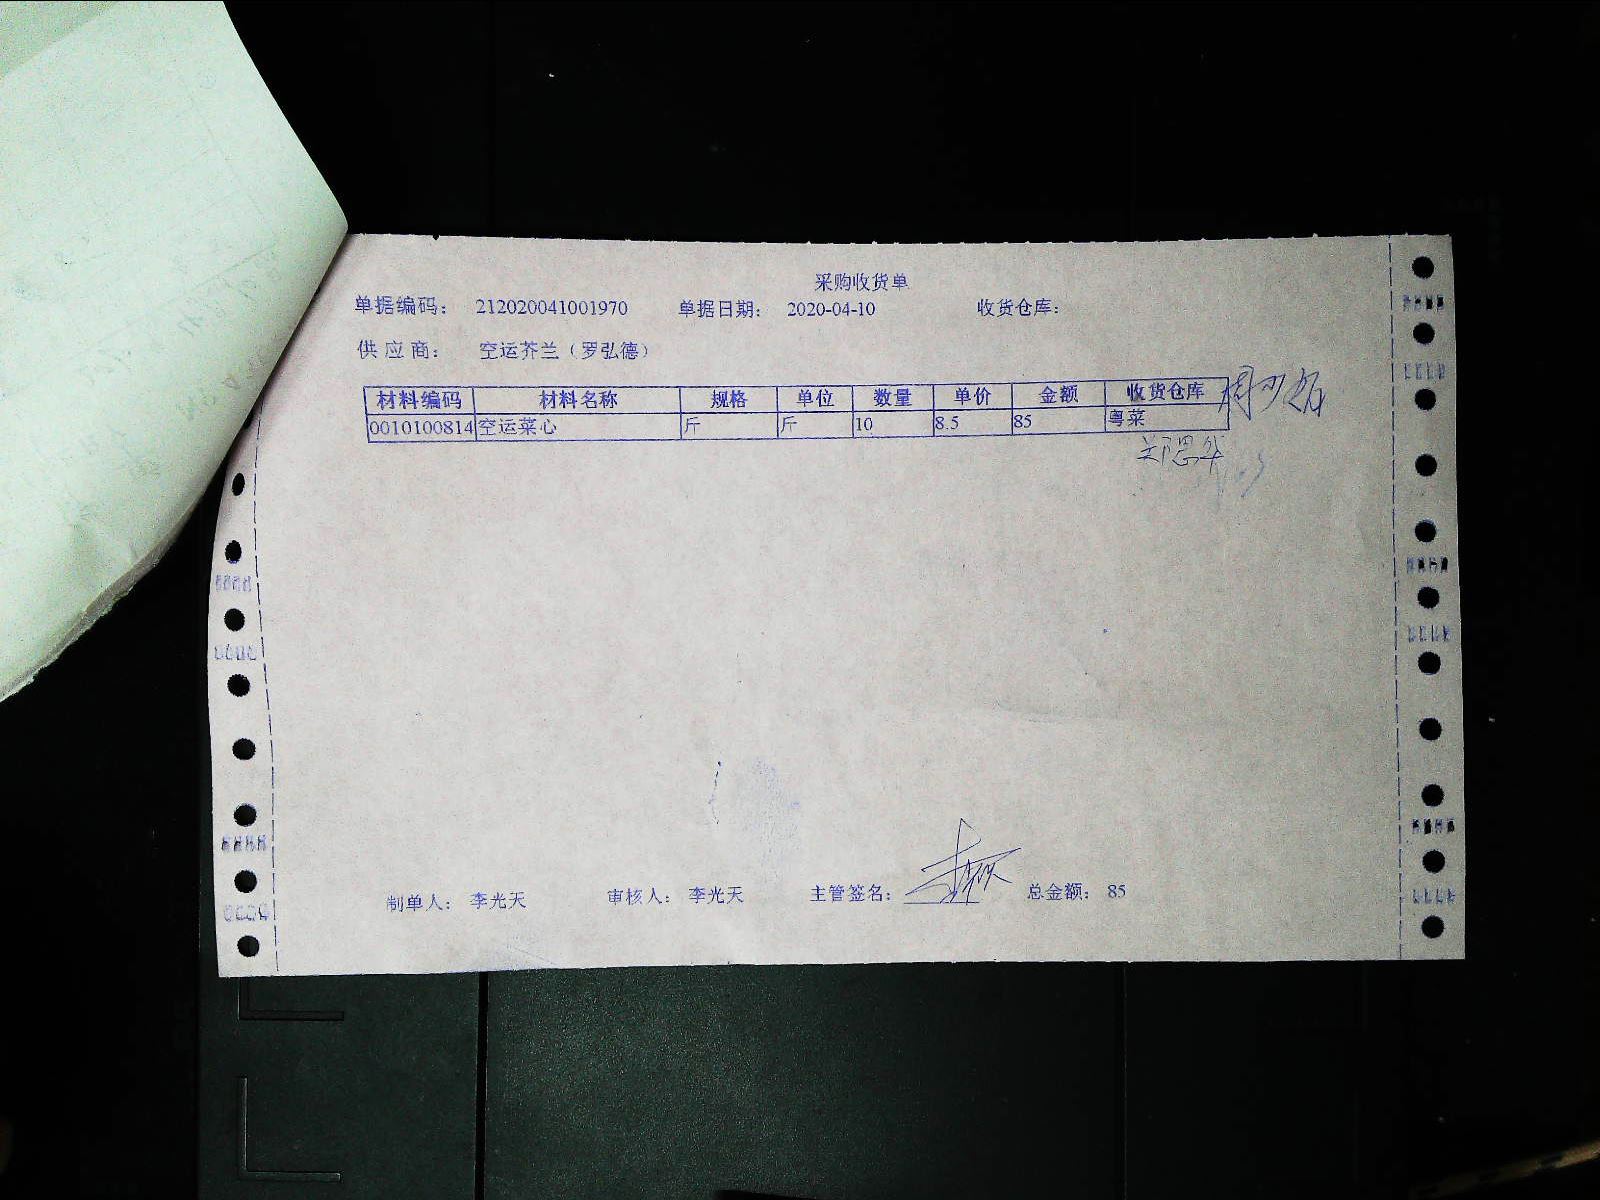 采购收货单
单据编码： 212020041001970 单据日期： 2020-04-10 收货仓库：
供应商： 空运芥兰（罗弘德）
材料编码 材料名称 规格 单位 数量 单价 金额 收货仓库
0010100814 空运菜心 斤 斤 10 8.5 85 粤菜
制单人： 李光天 审核人： 李光天 主管签名： 总金额： 85